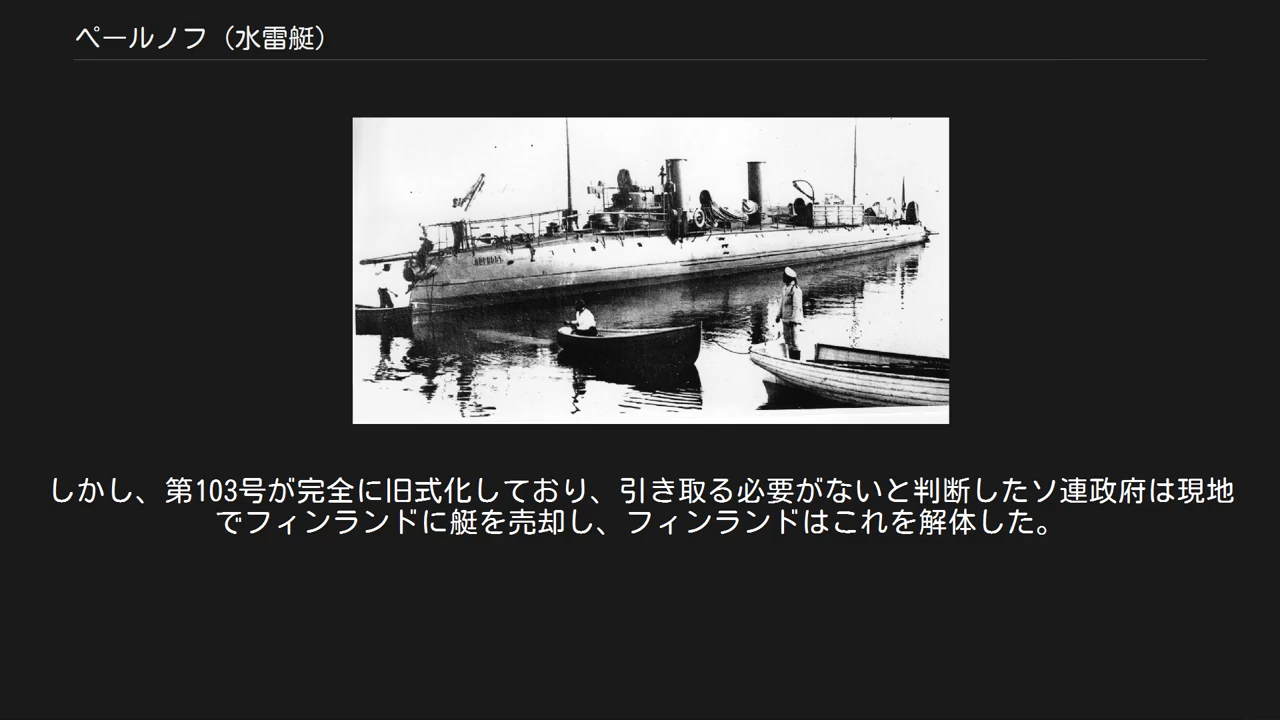 ペールノフ（水雷艇）
しかし、第103号が完全に旧式化しており、引き取る必要がないと判断したソ連政府は現地
でフィンランドに艇を売却し、フィンランドはこれを解体した。